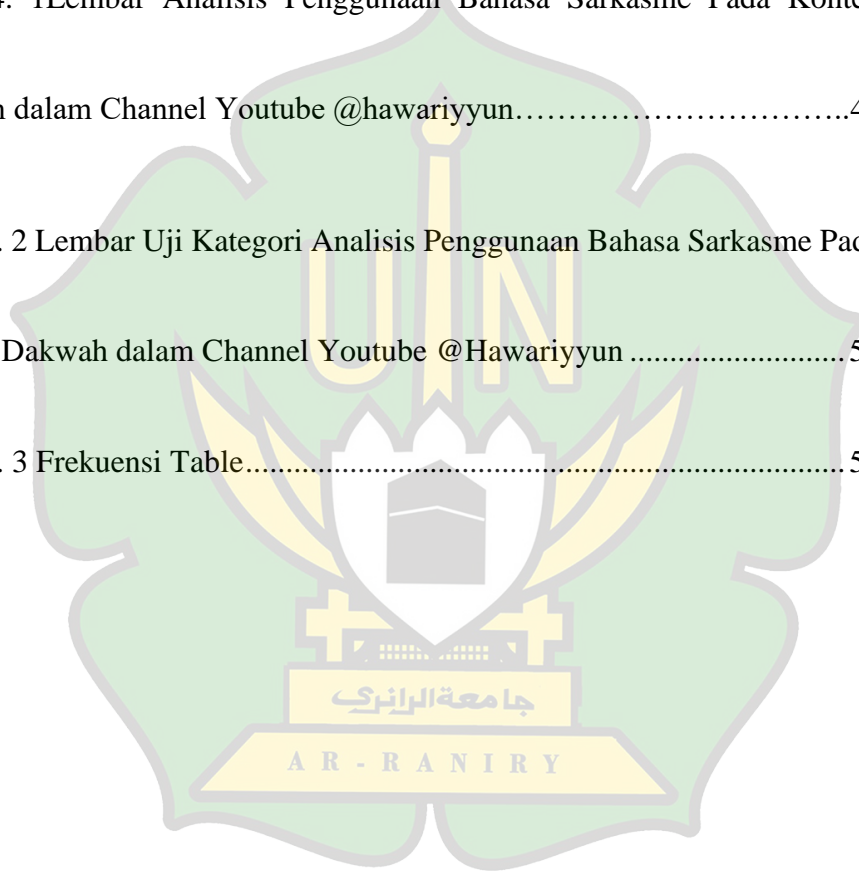 4. 1Lembar Analisis Penggunaan Bahasa Sarkasme Pada Konte
n dalam Channel Youtube @hawariyyun…………………………..4
. 2 Lembar Uji Kategori Analisis Penggunaan Bahasa Sarkasme Pad
Dakwah dalam Channel Youtube @Hawariyyun .......................... 5
. 3 Frekuensi Table........................................................................... 5
UIN
جامعةالرانري
AR-RANIRY